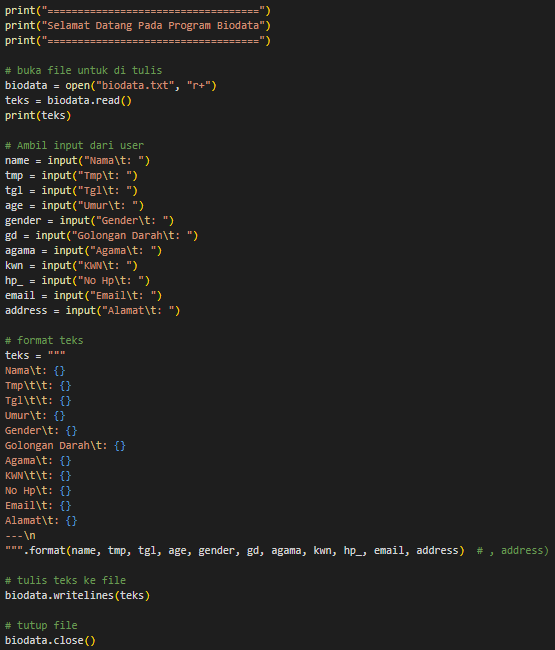 print("===================================")
print("Selamat Datang Pada Program Biodata")
print("===================================")
# buka file untuk di tulis
biodata = open("biodata.txt", "r+")
teks = biodata.read()
print(teks)
# Ambil input dari user
name = input("Nama\t: ")
tmp = input("Tmp\t: ")
tgl = input("Tgl\t: ")
age = input("Umur\t: ")
gender = input("Gender\t: ")
gd = input("Golongan Darah\t: ")
agama = input("Agama\t: ")
kwn = input("KWN\t: ")
hp_ = input("No Hp\t: ")
email = input("Email\t: ")
address = input("Alamat\t: ")
# format teks
teks = """
Nama\t: {}
Tmp\t\t: {}
Tgl\t\t: {}
Umur\t: {}
Gender\t: {}
Golongan Darah\t: {}
Agama\t: {}
KWN\t\t: {}
No Hp\t: {}
Email\t: {}
Alamat\t: {}
---\n
""".format(name, tmp, tgl, age, gender, gd, agama, kwn, hp_, email, address)  # , address)
# tulis teks ke file
biodata.writelines(teks)
# tutup file
biodata.close()